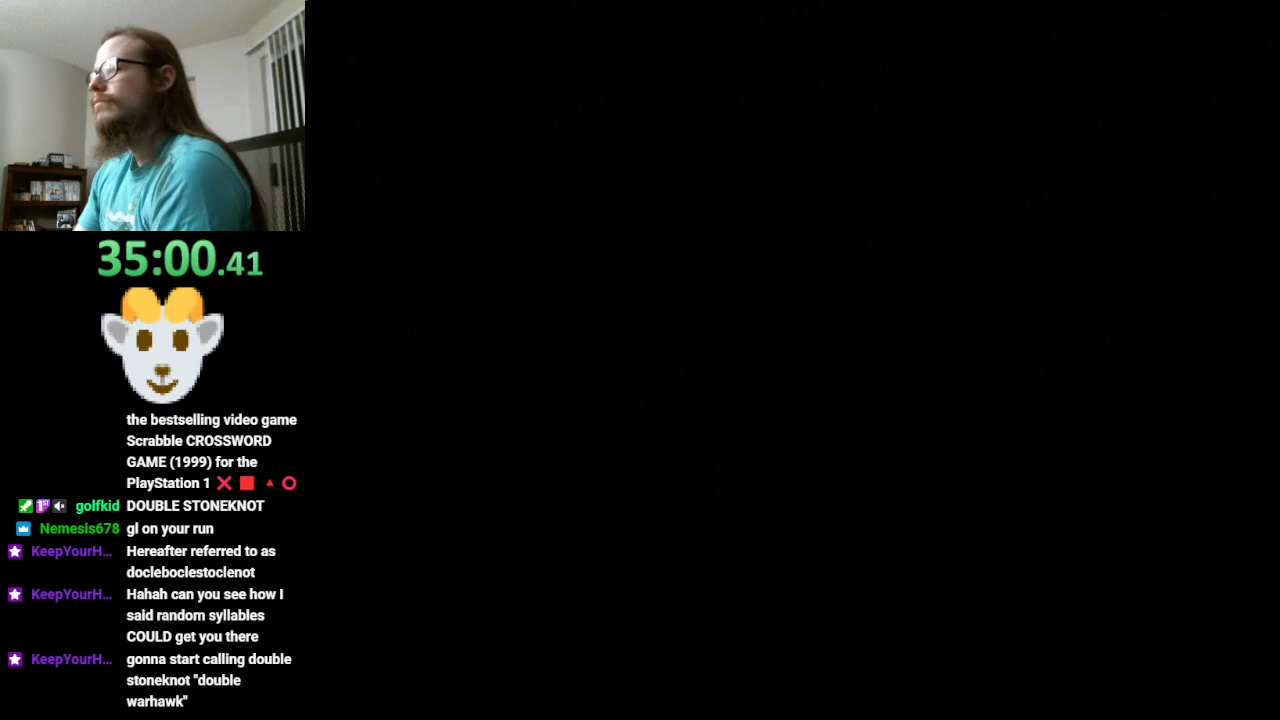 35:00.41
the bestselling video game
Scrabble CROSSWORD
GAME (1999) for the
PlayStation 1
golfkid DOUBLE STONEKNOT
Nemesis678 gl on your run
KeepYourH... Hereafter referred to as
docleboclestoclenot
KeepYourH... Hahah can you see how I
said random syllables
COULD get you there
KeepYourH... gonna start calling double
stoneknot "double
warhawk"